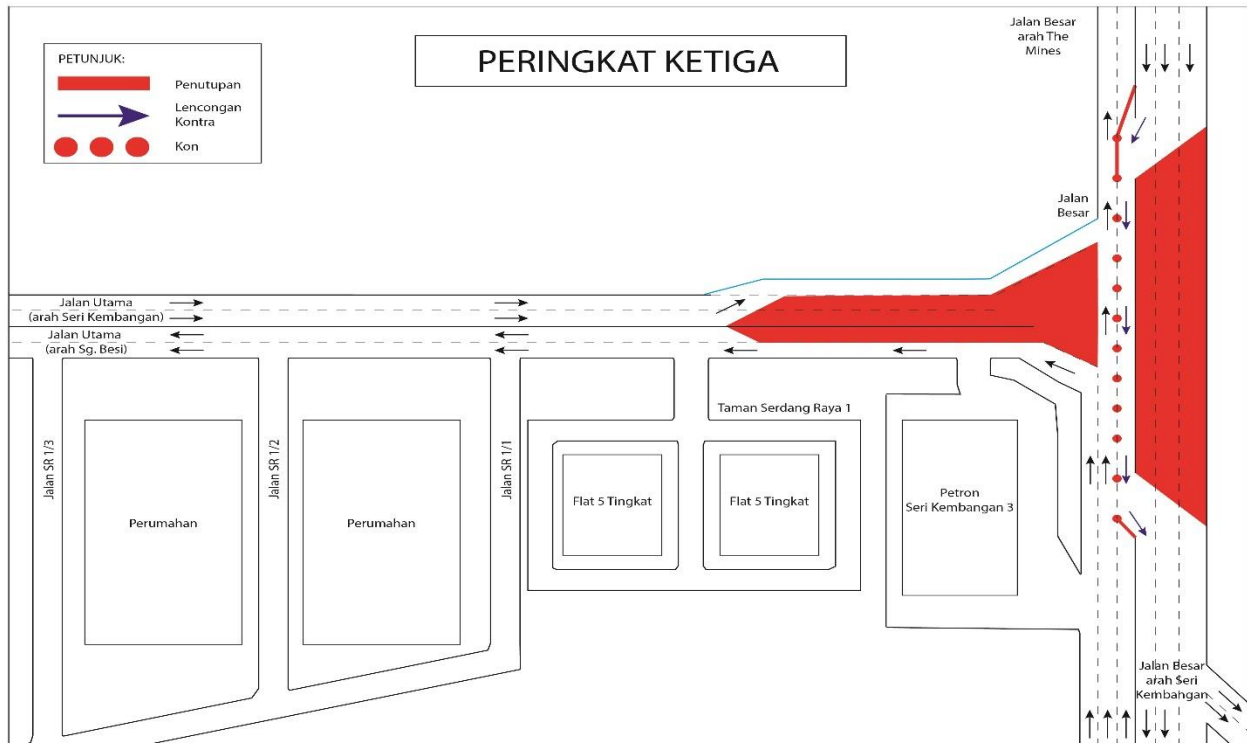 PERINGKAT KETIGA
PETUNJUK:
Penutupan
Lencongan
Kontra
Kon
Jalan Besar
arah The
Mines
Jalan
Besar
Jalan Utama
(arah Seri Kembangan)
Jalan Utama
(arah Sg. Besi)
Taman Serdang Raya 1
Jalan SR 1/3
Jalan SR 1/2
Jalan SR 1/1
Perumahan
Perumahan
Flat 5 Tingkat
Flat 5 Tingkat
Petron
Seri Kembangan 3
Jalan Besar
arah Seri
Kembangan